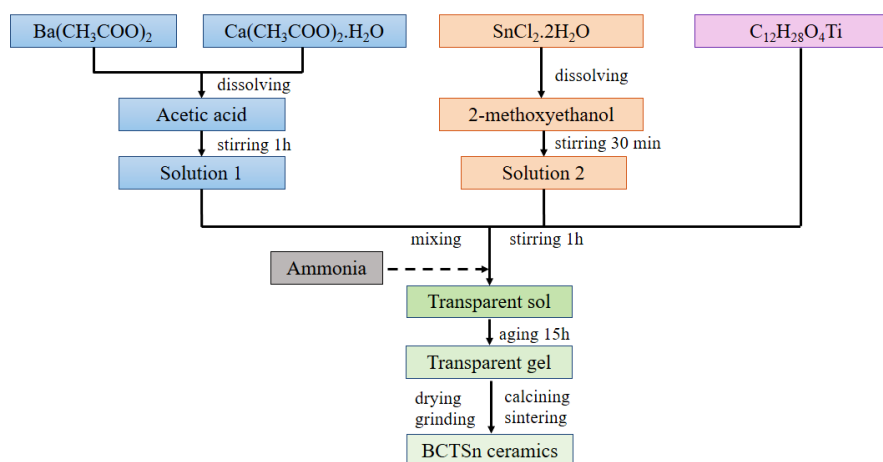 Ba(CH₃COO)₂
Ca(CH₃COO)₂.H₂O
SnCl₂.2H₂O
C₁₂H₂₈O₄Ti
dissolving
dissolving
Acetic acid
2-methoxyethanol
stirring 1h
stirring 30 min
Solution 1
Solution 2
mixing
stirring 1h
Ammonia
Transparent sol
aging 15h
Transparent gel
drying
grinding
calcining
sintering
BCTSn ceramics